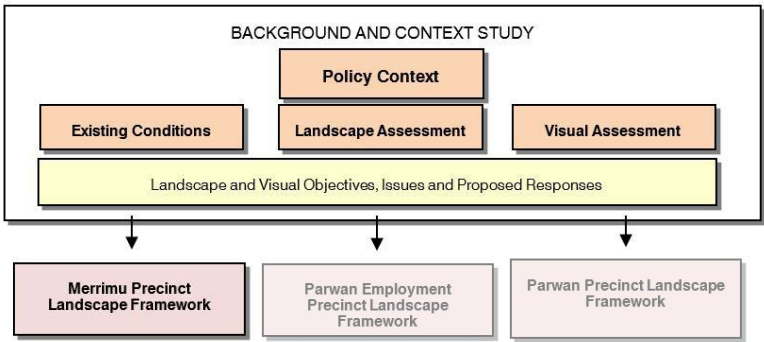 BACKGROUND AND CONTEXT STUDY
Policy Context
Existing Conditions
Landscape Assessment
Visual Assessment
Landscape and Visual Objectives, Issues and Proposed Responses
Merrimu Precinct
Landscape Framework
Parwan Employment
Precinct Landscape
Framework
Parwan Precinct Landscape
Framework